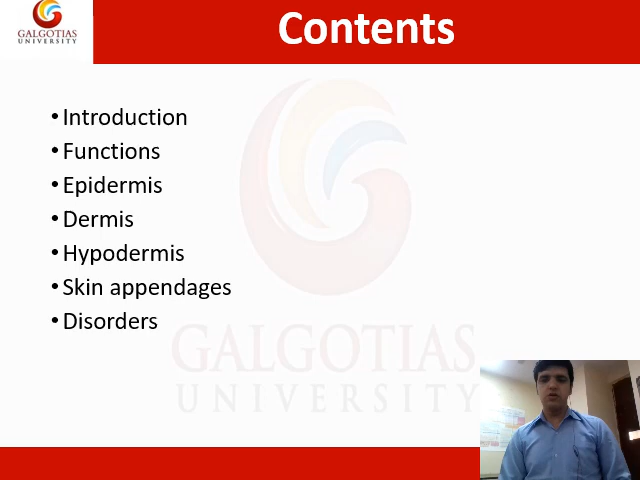 GALGOTIAS
UNIVERSITY
Contents
• Introduction
• Functions
• Epidermis
• Dermis
• Hypodermis
• Skin appendages
• Disorders
GALGOTIAS
UNIVERSITY